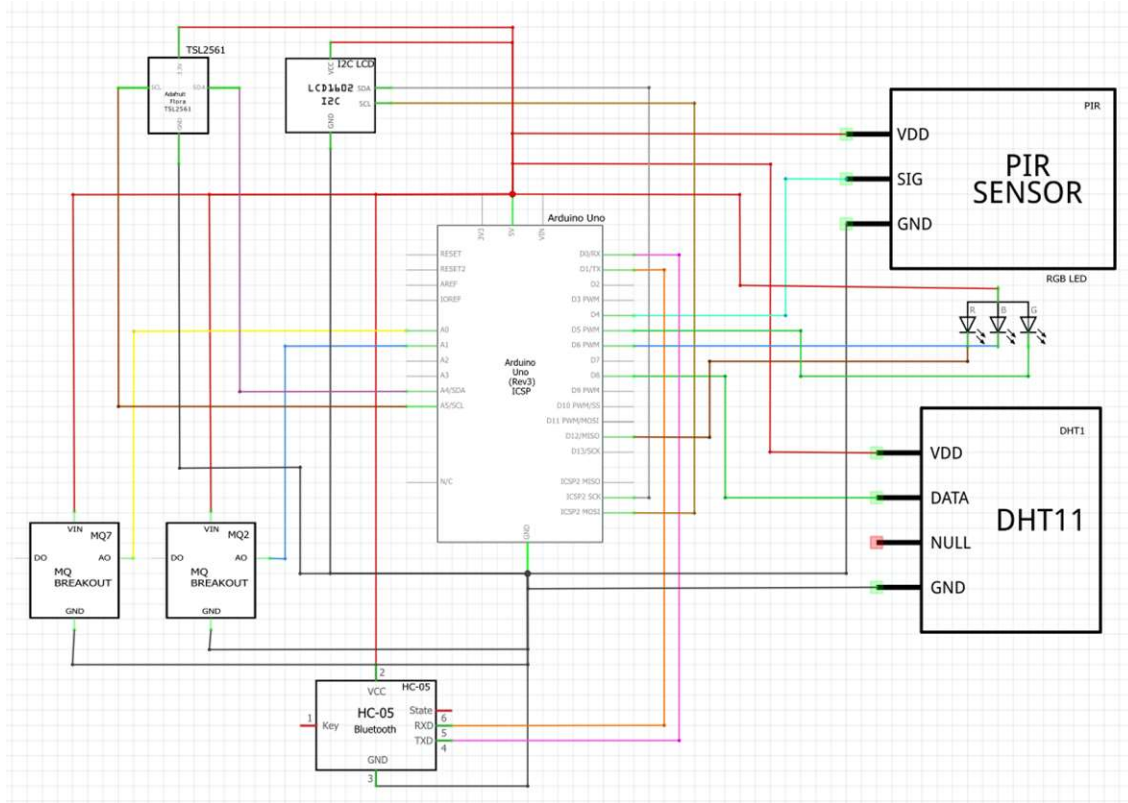 TSL2561
3.3V
SCL
SDA
Adafruit
Flora
TSL2561
GND
I2C LCD
VCC
LCD1602
I2C
SDA
SCL
GND
PIR
VDD
SIG
GND
PIR
SENSOR
Arduino Uno
3V3
5V
VIN
RESET
RESET2
AREF
IOREF
A0
A1
A2
A3
A4/SDA
A5/SCL
N/C
Arduino
Uno
(Rev3)
ICSP
D0/RX
D1/TX
D2
D3 PWM
D4
D5 PWM
D6 PWM
D7
D8
D9 PWM
D10 PWM/SS
D11 PWM/MOSI
D12/MISO
D13/SCK
ICSP2 MISO
ICSP2 SCK
ICSP2 MOSI
GND
RGB LED
R
B
G
DHT1
VDD
DATA
NULL
GND
DHT11
VIN
MQ7
DO
AO
MQ
BREAKOUT
GND
VIN
MQ2
DO
AO
MQ
BREAKOUT
GND
2
VCC
HC-05
HC-05
Bluetooth
1
Key
State
6
RXD
5
TXD
4
GND
3